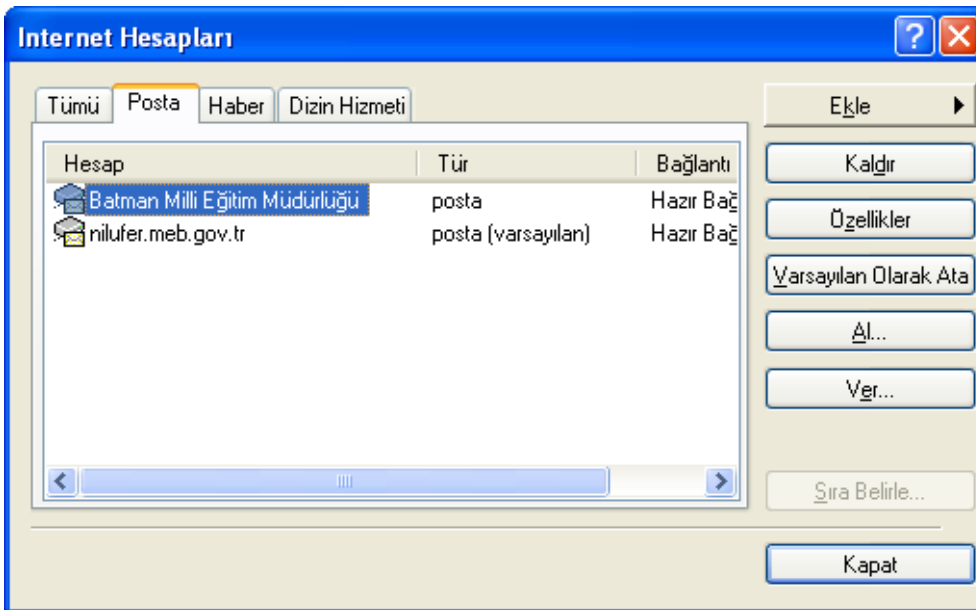 Internet Hesapları
Tümü Posta Haber Dizin Hizmeti
Ekle
Hesap Tür Bağlantı
Kaldır
Batman Milli Eğitim Müdürlüğü posta Hazır Bağ
Özellikler
nilufer.meb.gov.tr posta (varsayılan) Hazır Bağ
Varsayılan Olarak Ata
Al...
Ver...
Sıra Belirle...
Kapat